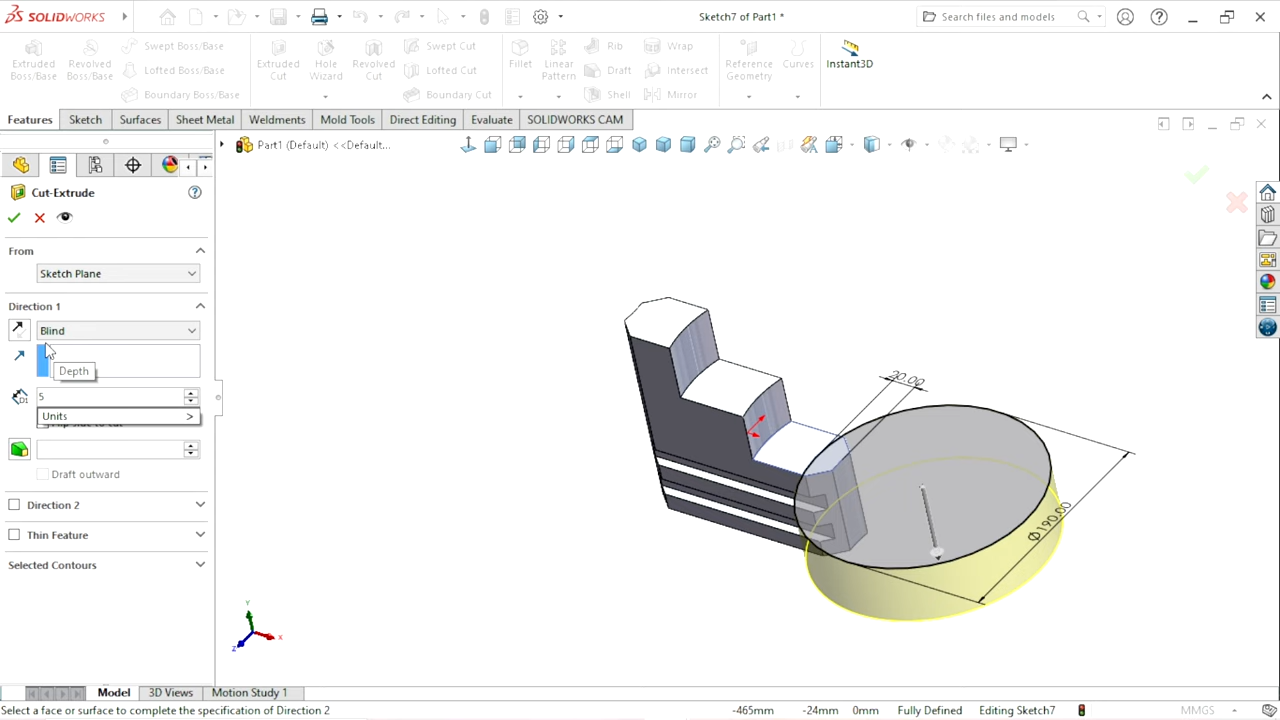 SOLIDWORKS
Sketch7 of Part1 *
Search files and models
Extruded Boss/Base
Revolved Boss/Base
Swept Boss/Base
Lofted Boss/Base
Boundary Boss/Base
Extruded Cut
Hole Wizard
Revolved Cut
Swept Cut
Lofted Cut
Boundary Cut
Fillet
Linear Pattern
Rib
Draft
Shell
Wrap
Intersect
Mirror
Reference Geometry
Curves
Instant3D
Features
Sketch
Surfaces
Sheet Metal
Weldments
Mold Tools
Direct Editing
Evaluate
SOLIDWORKS CAM
Part1 (Default) <<Default...
Cut-Extrude
From
Sketch Plane
Direction 1
Blind
Depth
5
Units >
Draft outward
Direction 2
Thin Feature
Selected Contours
20.00
Ø190.00
Y
X
Z
Model
3D Views
Motion Study 1
Select a face or surface to complete the specification of Direction 2
-465mm
-24mm
0mm
Fully Defined
Editing Sketch7
MMGS